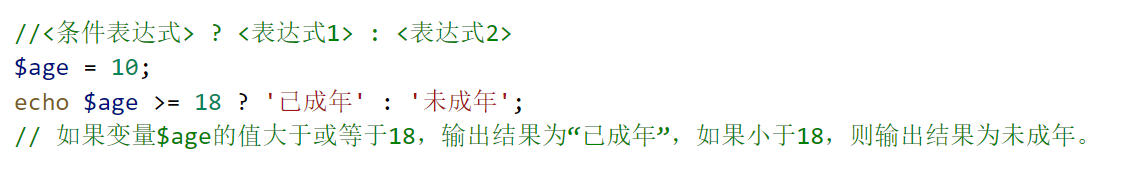 //<条件表达式> ? <表达式1> : <表达式2>
$age = 10;
echo $age >= 18 ? '已成年' : '未成年';
// 如果变量$age的值大于或等于18，输出结果为“已成年”，如果小于18，则输出结果为未成年。